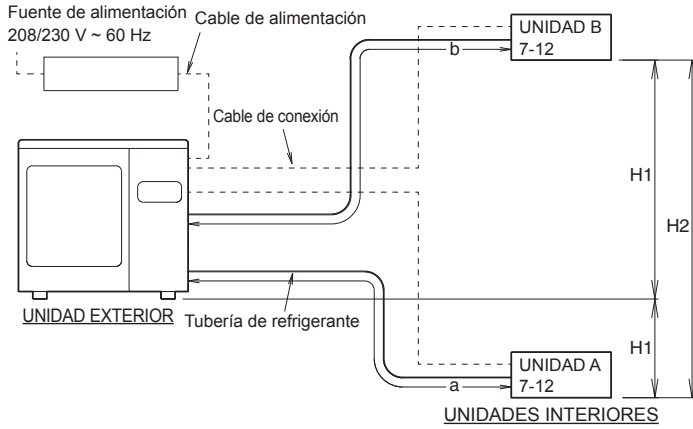 Fuente de alimentación
208/230 V ~ 60 Hz
Cable de alimentación
UNIDAD B
7-12
b
Cable de conexión
H1
H2
UNIDAD EXTERIOR
Tubería de refrigerante
H1
UNIDAD A
7-12
a
UNIDADES INTERIORES